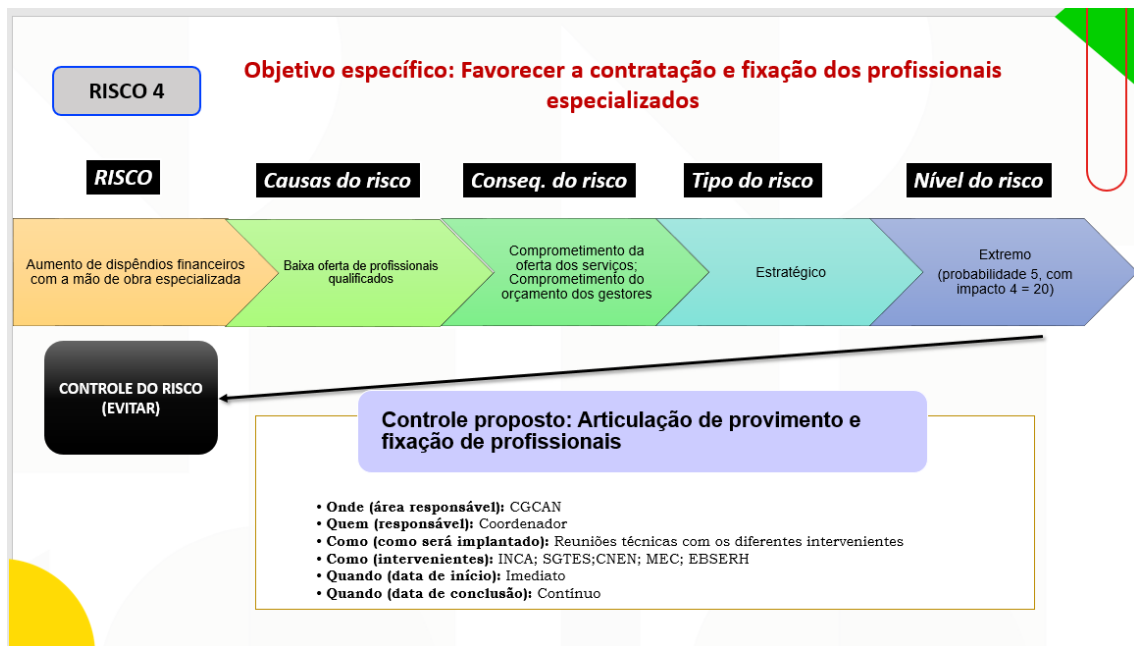 RISCO 4
Objetivo específico: Favorecer a contratação e fixação dos profissionais
especializados
RISCO
Causas do risco
Conseq. do risco
Tipo do risco
Nível do risco
Aumento de dispêndios financeiros
com a mão de obra especializada
Baixa oferta de profissionais
qualificados
Comprometimento da
oferta dos serviços;
Comprometimento do
orçamento dos gestores
Estratégico
Extremo
(probabilidade 5, com
impacto 4 = 20)
CONTROLE DO RISCO
(EVITAR)
Controle proposto: Articulação de provimento e
fixação de profissionais
• Onde (área responsável): CGCAN
• Quem (responsável): Coordenador
• Como (como será implantado): Reuniões técnicas com os diferentes intervenientes
• Como (intervenientes): INCA; SGTES;CNEN; MEC; EBSERH
• Quando (data de início): Imediato
• Quando (data de conclusão): Contínuo